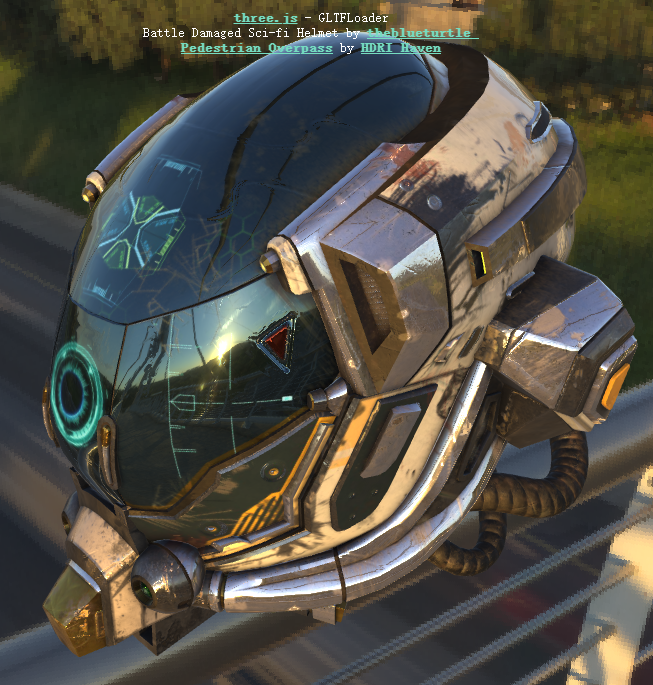 three.js - GLTFLoader
Battle Damaged Sci-fi Helmet by theblueturtle_
Pedestrian Overpass by HDRI Haven